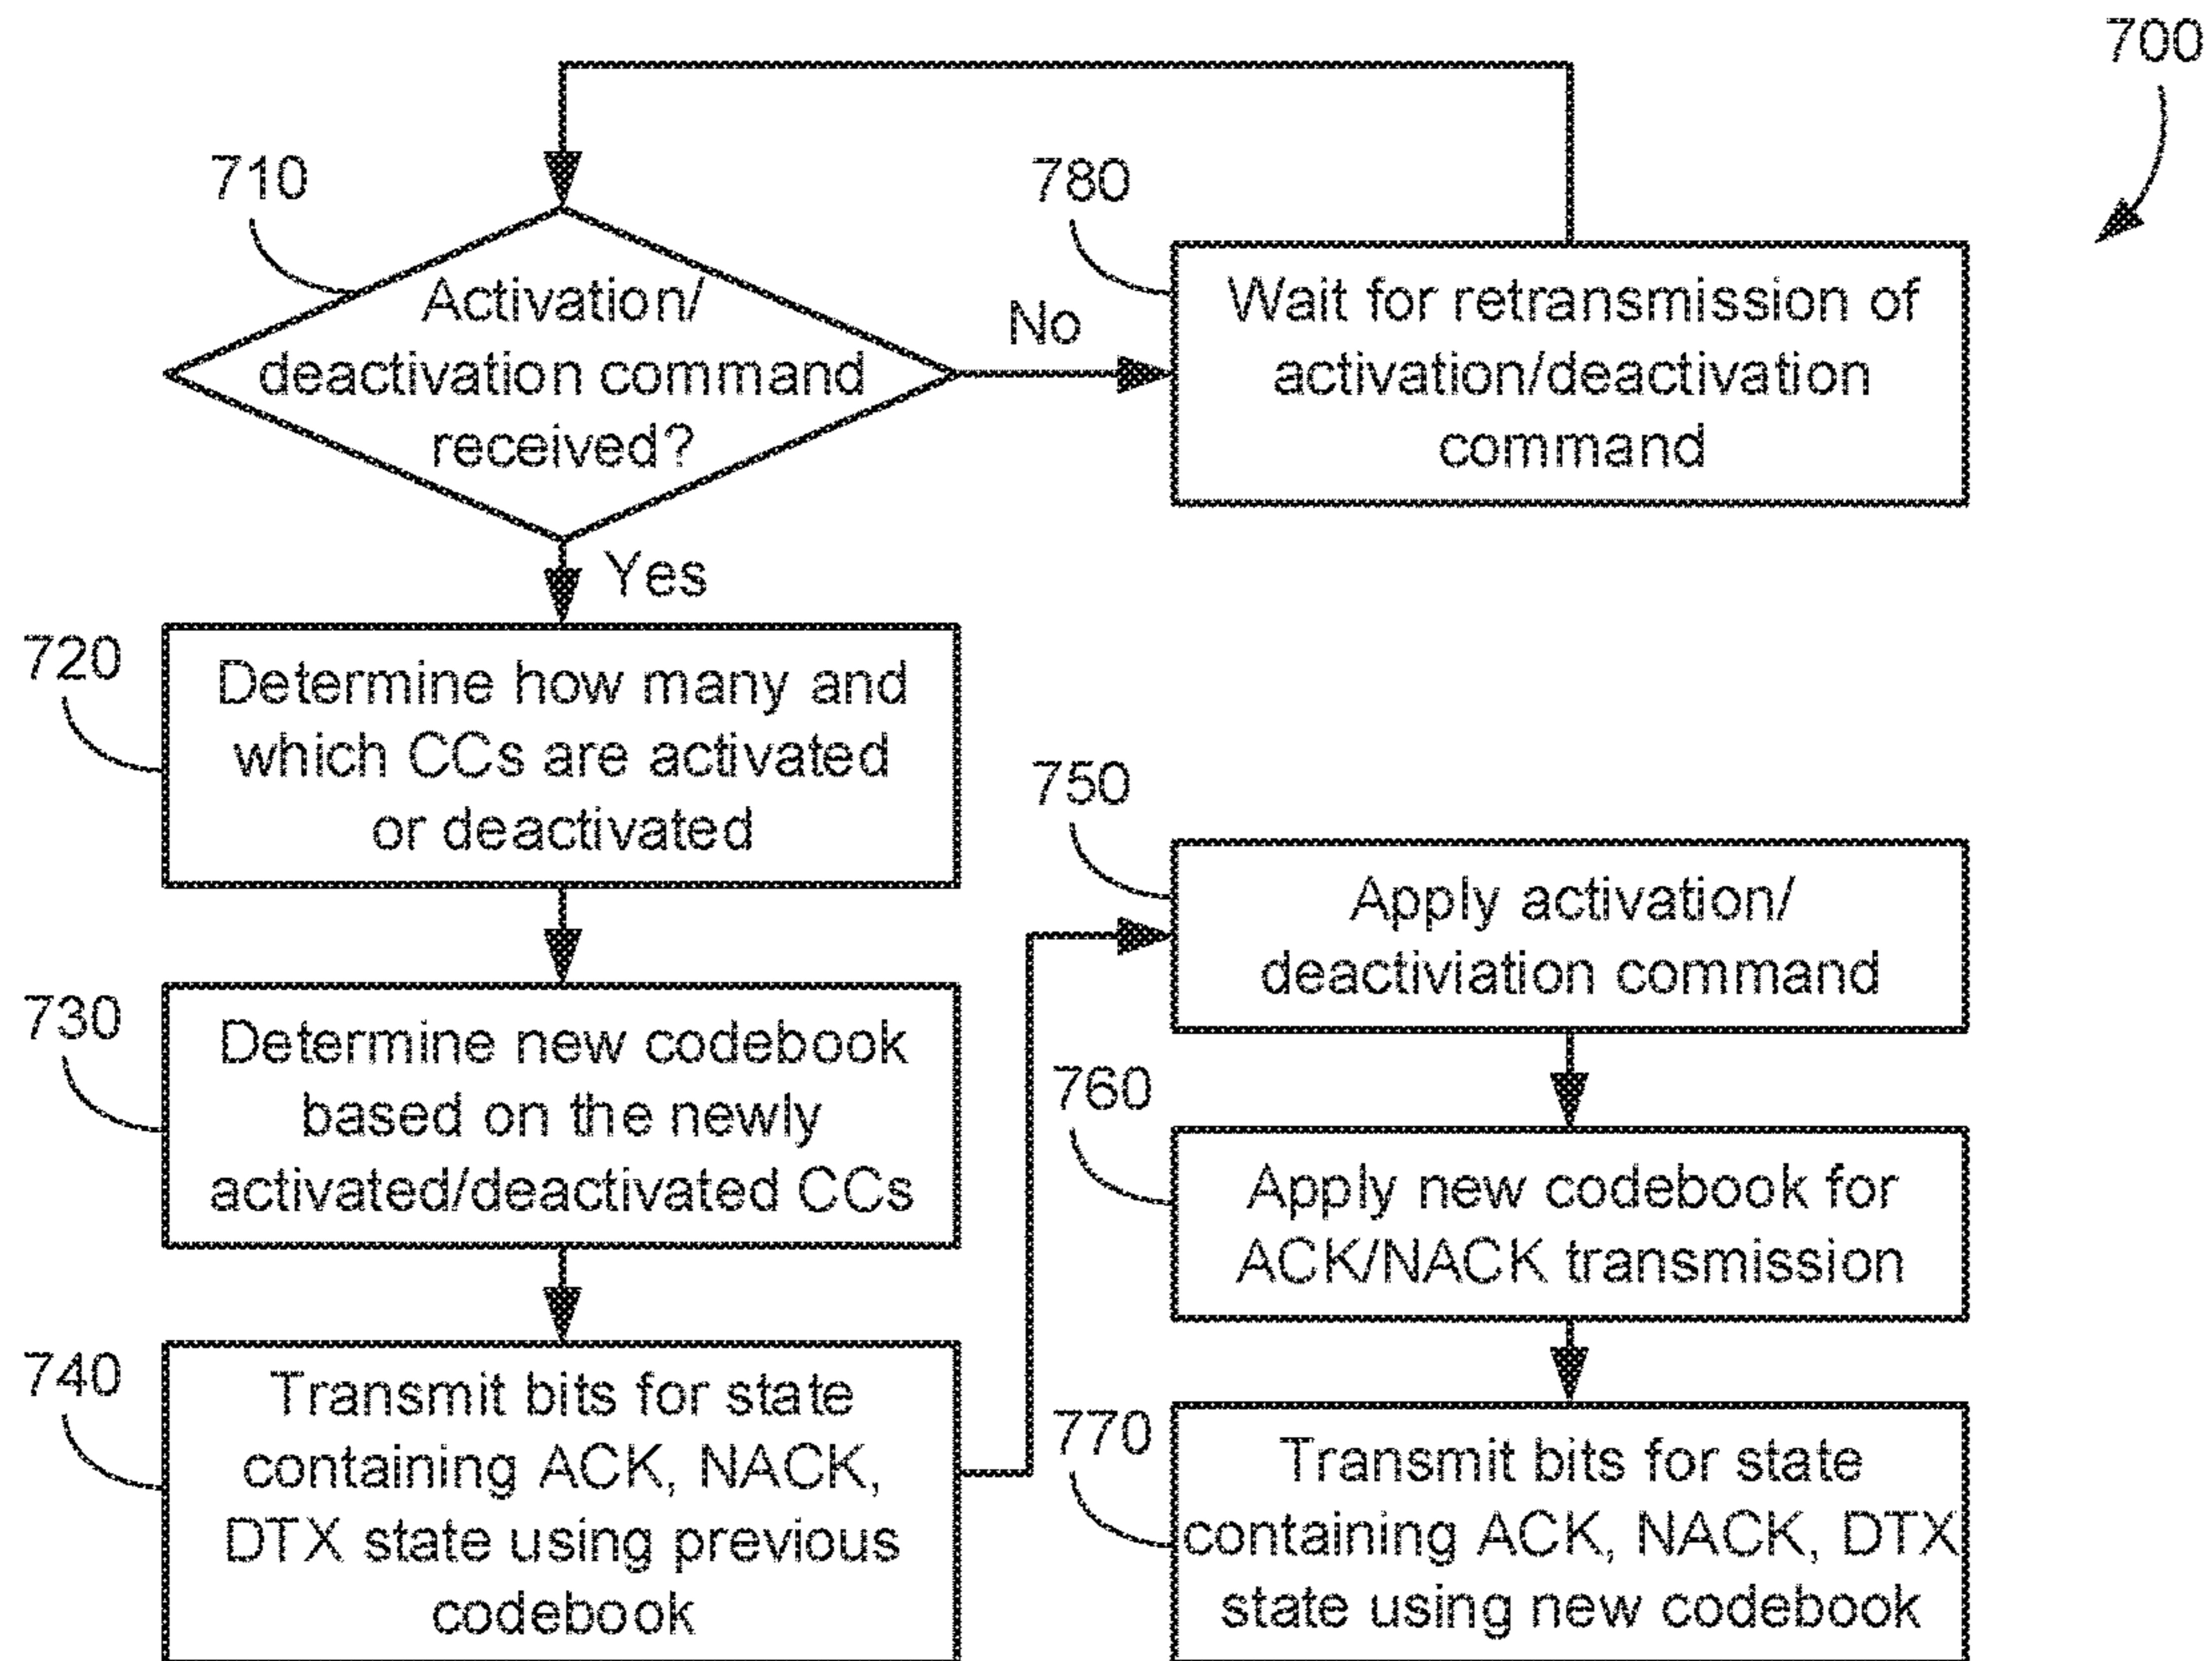 700
710
Activation/
deactivation command
received?
No
780
Wait for retransmission of
activation/deactivation
command
Yes
720
Determine how many and
which CCs are activated
or deactivated
730
Determine new codebook
based on the newly
activated/deactivated CCs
740
Transmit bits for state
containing ACK, NACK,
DTX state using previous
codebook
750
Apply activation/
deactiviation command
760
Apply new codebook for
ACK/NACK transmission
770
Transmit bits for state
containing ACK, NACK, DTX
state using new codebook